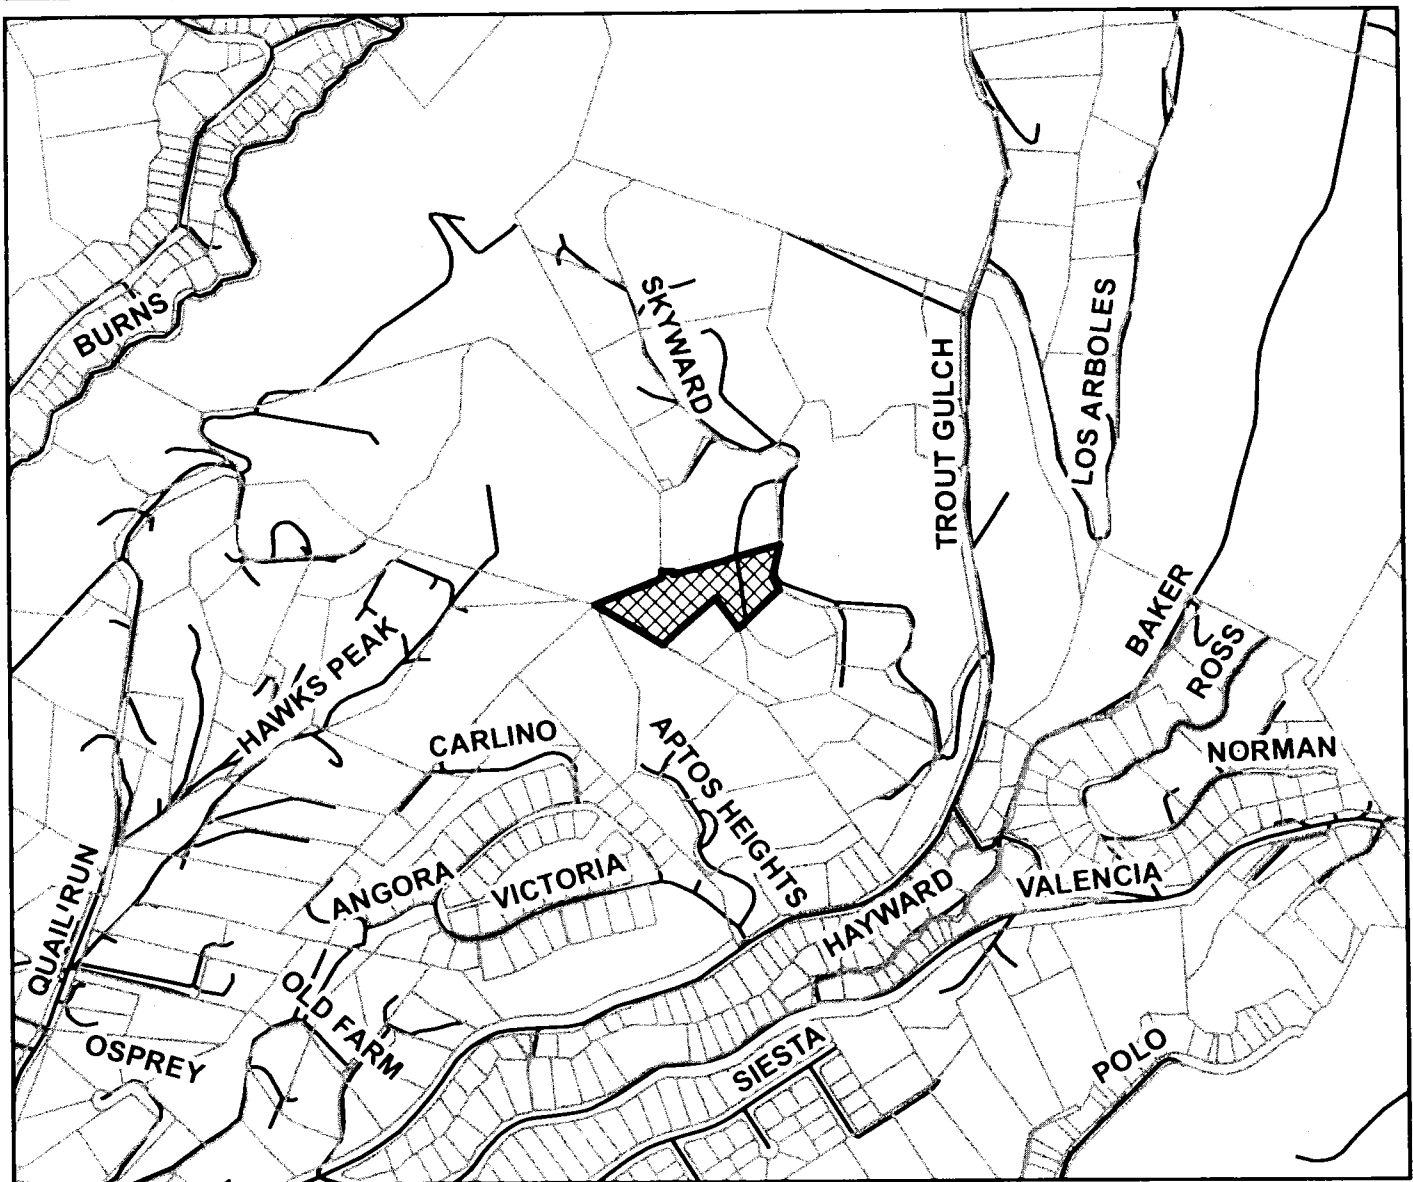 BURNS
SKYWARD
TROUT GULCH
LOS ARBOLES
BAKER
ROSS
HAWKS PEAK
CARLINO
APTOS HEIGHTS
NORMAN
QUAIL RUN
ANGORA
VICTORIA
HAYWARD
VALENCIA
OLD FARM
OSPREY
SIESTA
POLO